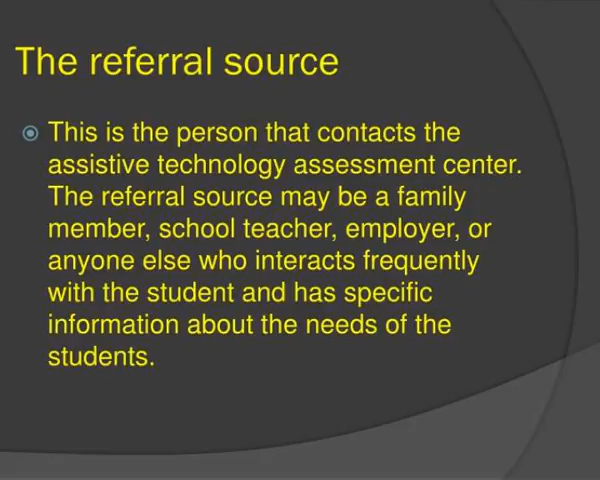 The referral source
This is the person that contacts the
assistive technology assessment center.
The referral source may be a family
member, school teacher, employer, or
anyone else who interacts frequently
with the student and has specific
information about the needs of the
students.